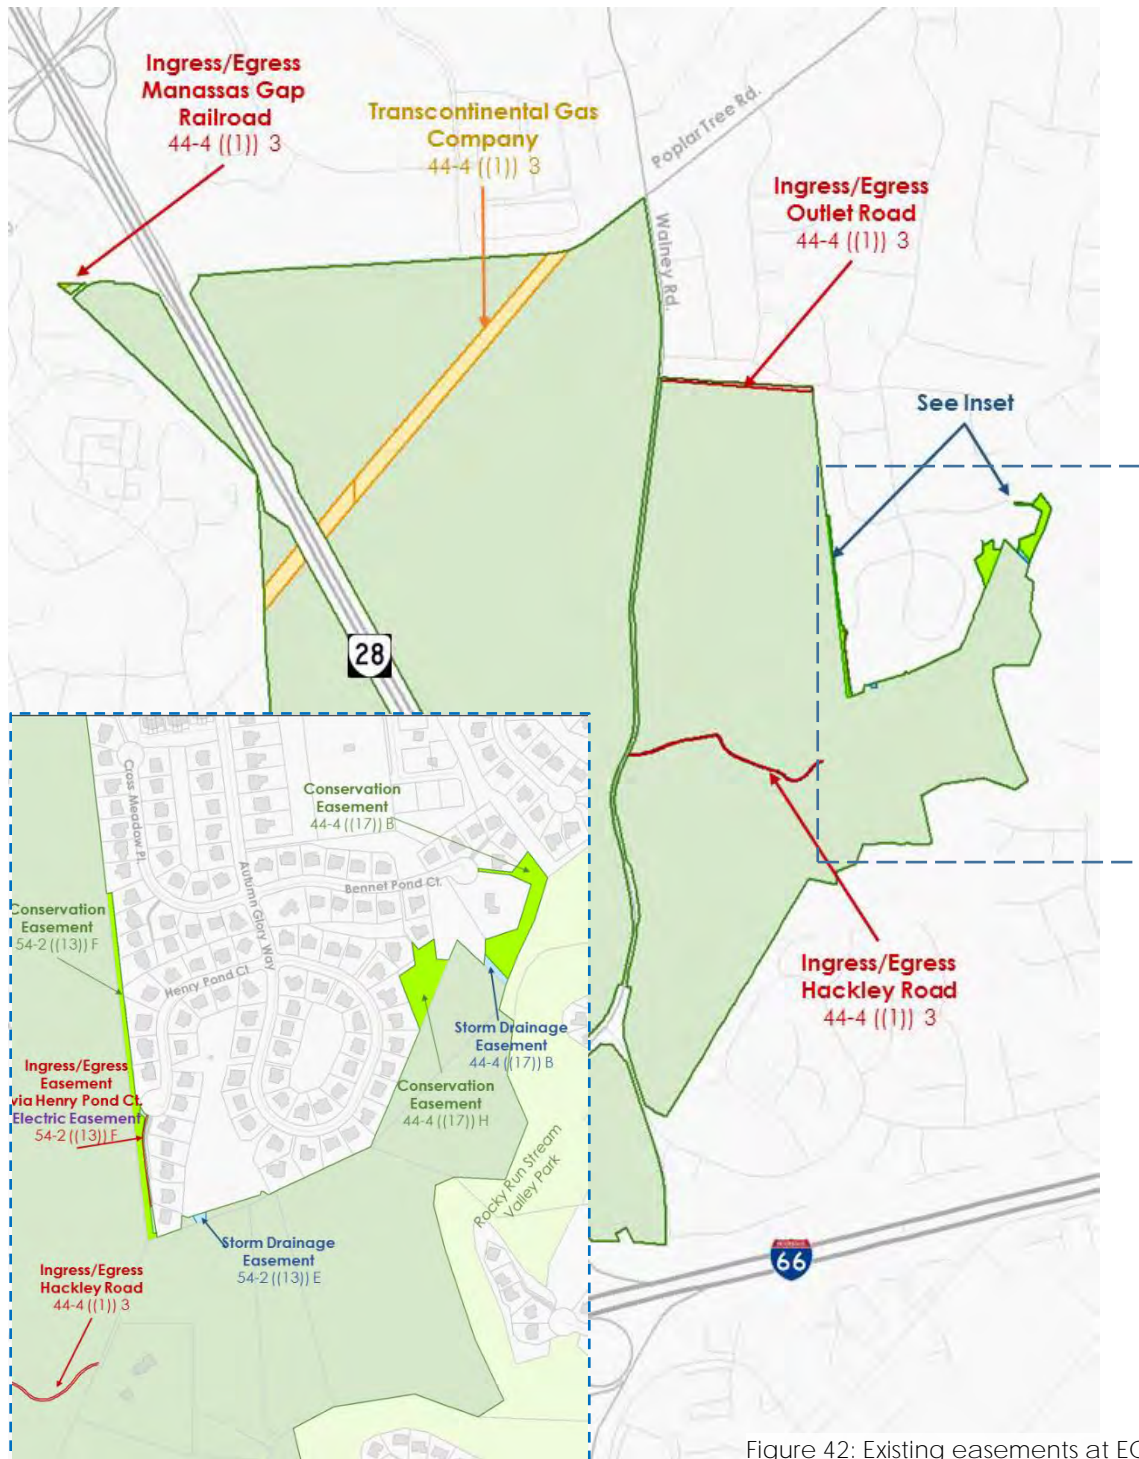 Ingress/Egress
Manassas Gap
Railroad
44-4 ((1)) 3
Transcontinental Gas
Company
44-4 ((1)) 3
Poplar Tree Rd.
Walney Rd.
Ingress/Egress
Outlet Road
44-4 ((1)) 3
See Inset
28
Ingress/Egress
Hackley Road
44-4 ((1)) 3
66
Cross Meadow Pl.
Autumn Glory Way
Bennet Pond Ct.
Henry Pond Ct.
Conservation
Easement
44-4 ((17)) B
Conservation
Easement
54-2 ((13)) F
Storm Drainage
Easement
44-4 ((17)) B
Conservation
Easement
44-4 ((17)) H
Ingress/Egress
Easement
via Henry Pond Ct.
Electric Easement
54-2 ((13)) F
Rocky Run Stream
Valley Park
Storm Drainage
Easement
54-2 ((13)) E
Ingress/Egress
Hackley Road
44-4 ((1)) 3
Figure 42: Existing easements at EC